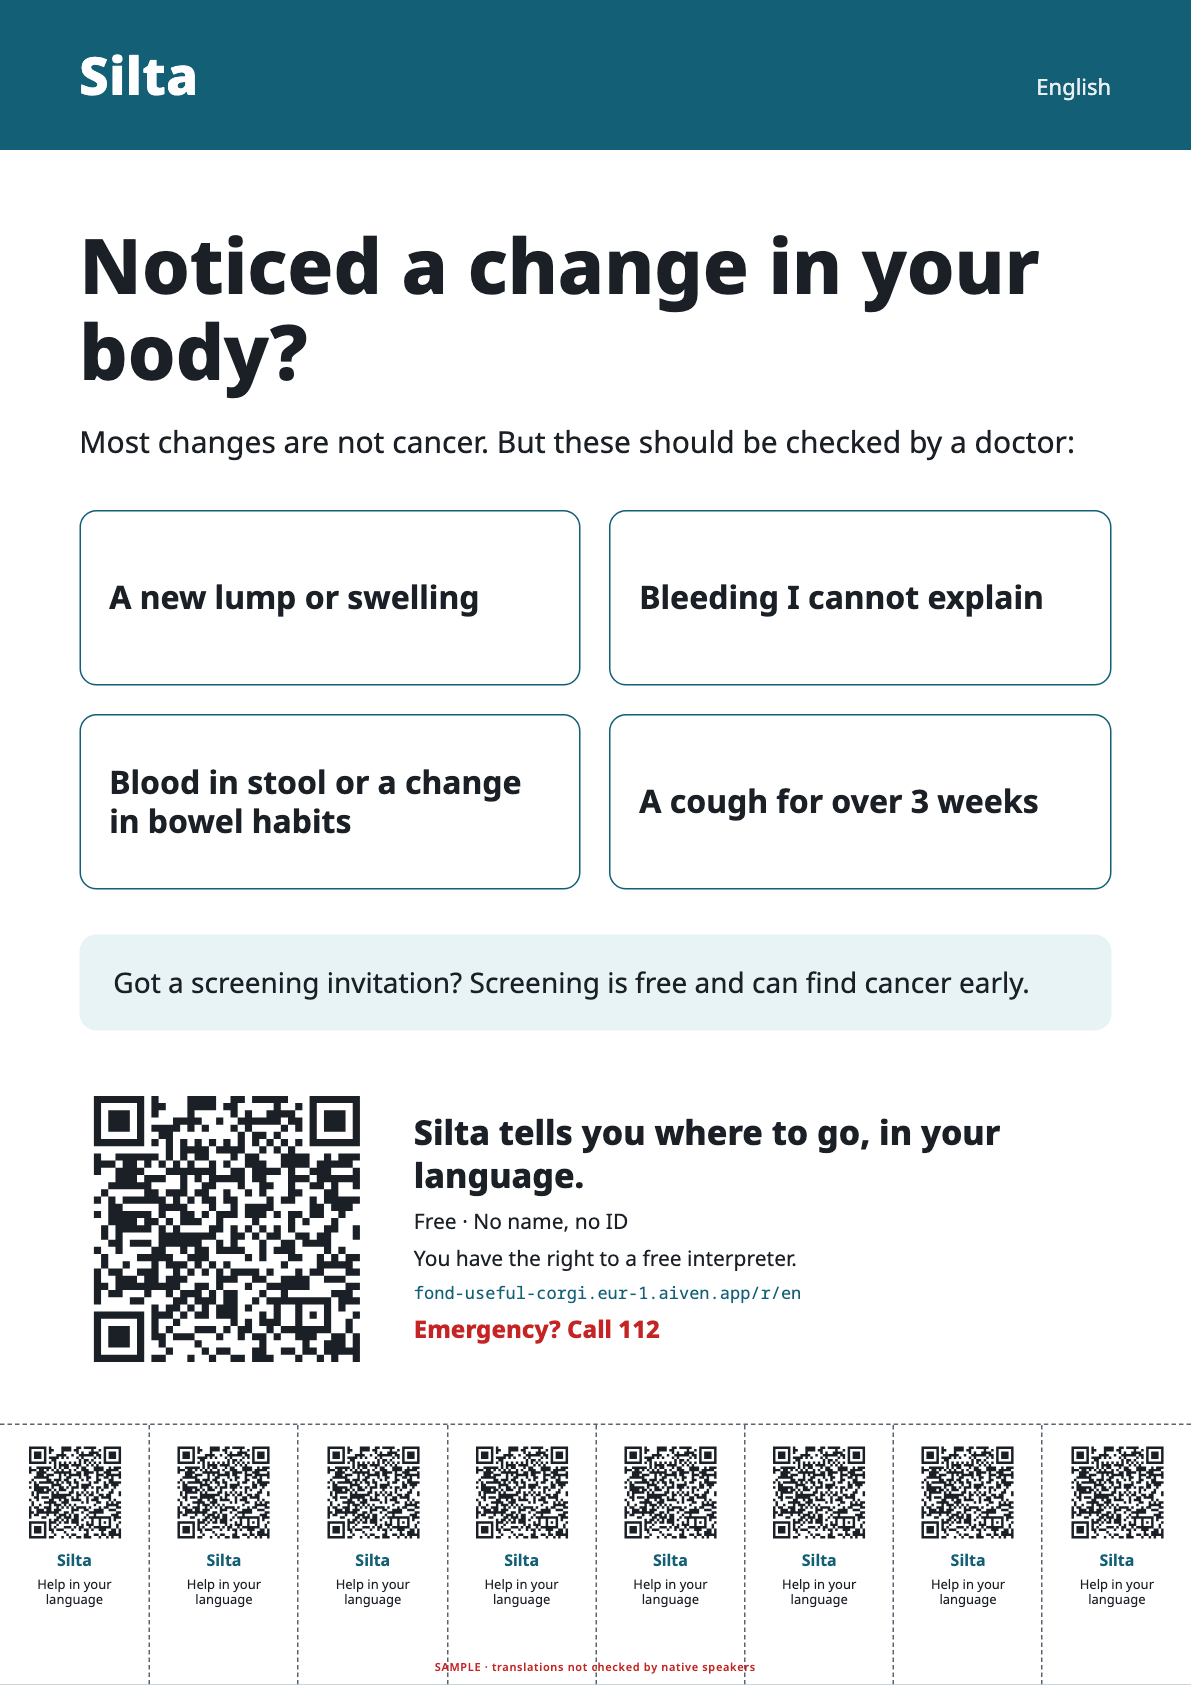 Silta
English
Noticed a change in your
body?
Most changes are not cancer. But these should be checked by a doctor:
A new lump or swelling
Bleeding I cannot explain
Blood in stool or a change
in bowel habits
A cough for over 3 weeks
Got a screening invitation? Screening is free and can find cancer early.
Silta tells you where to go, in your
language.
Free · No name, no ID
You have the right to a free interpreter.
fond-useful-corgi.eur-1.aiven.app/r/en
Emergency? Call 112
Silta
Help in your
language
Silta
Help in your
language
Silta
Help in your
language
Silta
Help in your
language
Silta
Help in your
language
Silta
Help in your
language
Silta
Help in your
language
Silta
Help in your
language
SAMPLE · translations not checked by native speakers